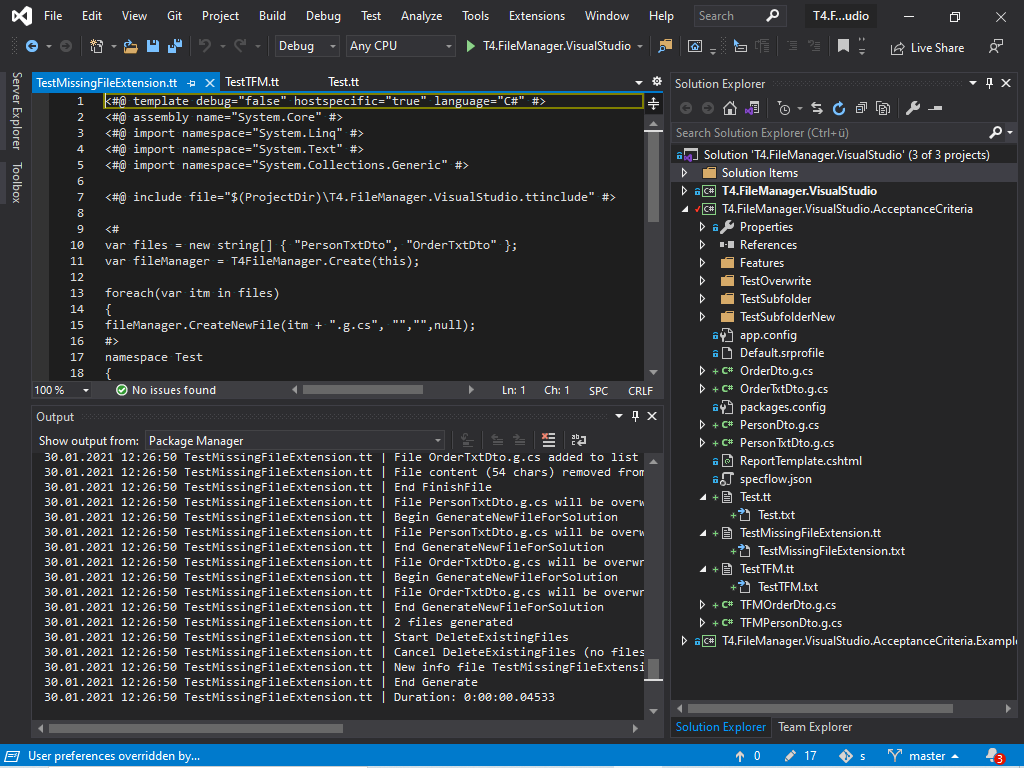 File Edit View Git Project Build Debug Test Analyze Tools Extensions Window Help Search T4.F...udio
Debug Any CPU T4.FileManager.VisualStudio Live Share
Server Explorer
Toolbox
TestMissingFileExtension.tt TestTFM.tt Test.tt
1 <#@ template debug="false" hostspecific="true" language="C#" #>
2 <#@ assembly name="System.Core" #>
3 <#@ import namespace="System.Linq" #>
4 <#@ import namespace="System.Text" #>
5 <#@ import namespace="System.Collections.Generic" #>
6
7 <#@ include file="$(ProjectDir)\T4.FileManager.VisualStudio.ttinclude" #>
8
9 <#
10 var files = new string[] { "PersonTxtDto", "OrderTxtDto" };
11 var fileManager = T4FileManager.Create(this);
12
13 foreach(var itm in files)
14 {
15 fileManager.CreateNewFile(itm + ".g.cs", "","",null);
16 #>
17 namespace Test
18 {
100 % No issues found Ln: 1 Ch: 1 SPC CRLF
Output
Show output from: Package Manager
30.01.2021 12:26:50 TestMissingFileExtension.tt | File OrderTxtDto.g.cs added to list
30.01.2021 12:26:50 TestMissingFileExtension.tt | File content (54 chars) removed from
30.01.2021 12:26:50 TestMissingFileExtension.tt | End FinishFile
30.01.2021 12:26:50 TestMissingFileExtension.tt | File PersonTxtDto.g.cs will be overw
30.01.2021 12:26:50 TestMissingFileExtension.tt | Begin GenerateNewFileForSolution
30.01.2021 12:26:50 TestMissingFileExtension.tt | File PersonTxtDto.g.cs will be overw
30.01.2021 12:26:50 TestMissingFileExtension.tt | End GenerateNewFileForSolution
30.01.2021 12:26:50 TestMissingFileExtension.tt | File OrderTxtDto.g.cs will be overwr
30.01.2021 12:26:50 TestMissingFileExtension.tt | Begin GenerateNewFileForSolution
30.01.2021 12:26:50 TestMissingFileExtension.tt | File OrderTxtDto.g.cs will be overwr
30.01.2021 12:26:50 TestMissingFileExtension.tt | End GenerateNewFileForSolution
30.01.2021 12:26:50 TestMissingFileExtension.tt | 2 files generated
30.01.2021 12:26:50 TestMissingFileExtension.tt | Start DeleteExistingFiles
30.01.2021 12:26:50 TestMissingFileExtension.tt | Cancel DeleteExistingFiles (no files
30.01.2021 12:26:50 TestMissingFileExtension.tt | New info file TestMissingFileExtensi
30.01.2021 12:26:50 TestMissingFileExtension.tt | End Generate
30.01.2021 12:26:50 TestMissingFileExtension.tt | Duration: 0:00:00.04533
Solution Explorer
Search Solution Explorer (Ctrl+ü)
Solution 'T4.FileManager.VisualStudio' (3 of 3 projects)
Solution Items
C# T4.FileManager.VisualStudio
C# T4.FileManager.VisualStudio.AcceptanceCriteria
Properties
References
Features
TestOverwrite
TestSubfolder
TestSubfolderNew
app.config
Default.srprofile
+ C# OrderDto.g.cs
+ C# OrderTxtDto.g.cs
packages.config
+ C# PersonDto.g.cs
+ C# PersonTxtDto.g.cs
ReportTemplate.cshtml
specflow.json
+ Test.tt
+ Test.txt
+ TestMissingFileExtension.tt
+ TestMissingFileExtension.txt
+ TestTFM.tt
+ TestTFM.txt
+ C# TFMOrderDto.g.cs
+ C# TFMPersonDto.g.cs
C# T4.FileManager.VisualStudio.AcceptanceCriteria.Example
Solution Explorer Team Explorer
User preferences overridden by... 0 17 s master 3